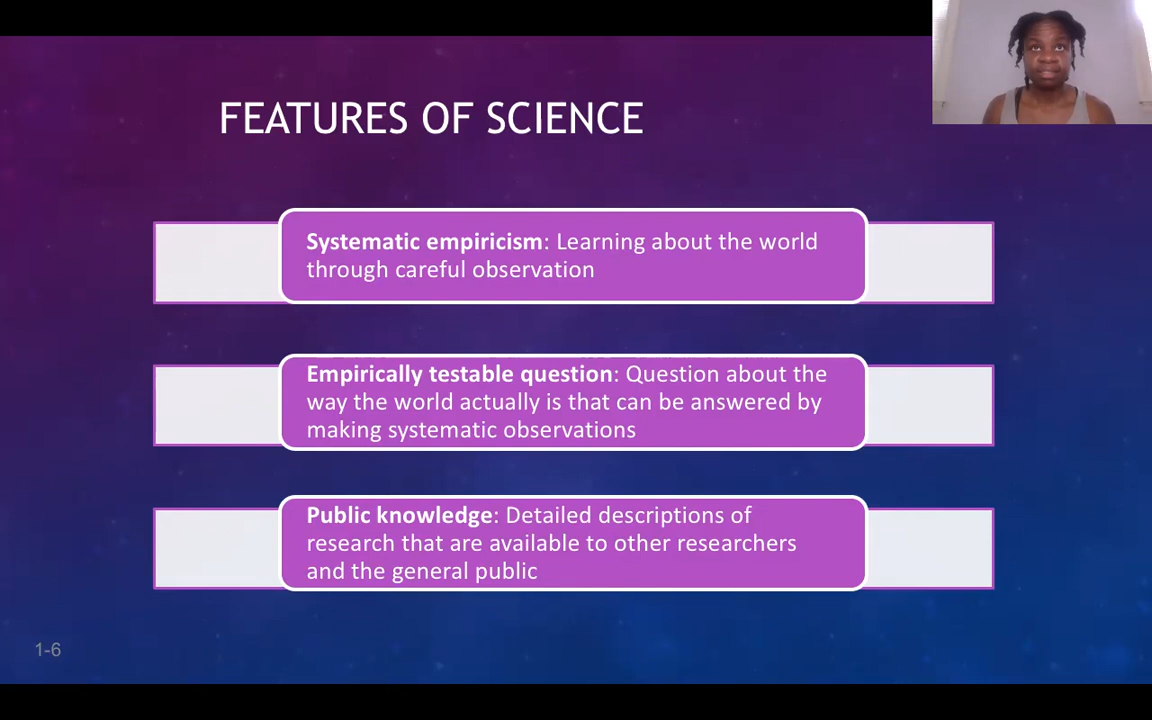 FEATURES OF SCIENCE
Systematic empiricism: Learning about the world
through careful observation
Empirically testable question: Question about the
way the world actually is that can be answered by
making systematic observations
Public knowledge: Detailed descriptions of
research that are available to other researchers
and the general public
1-6